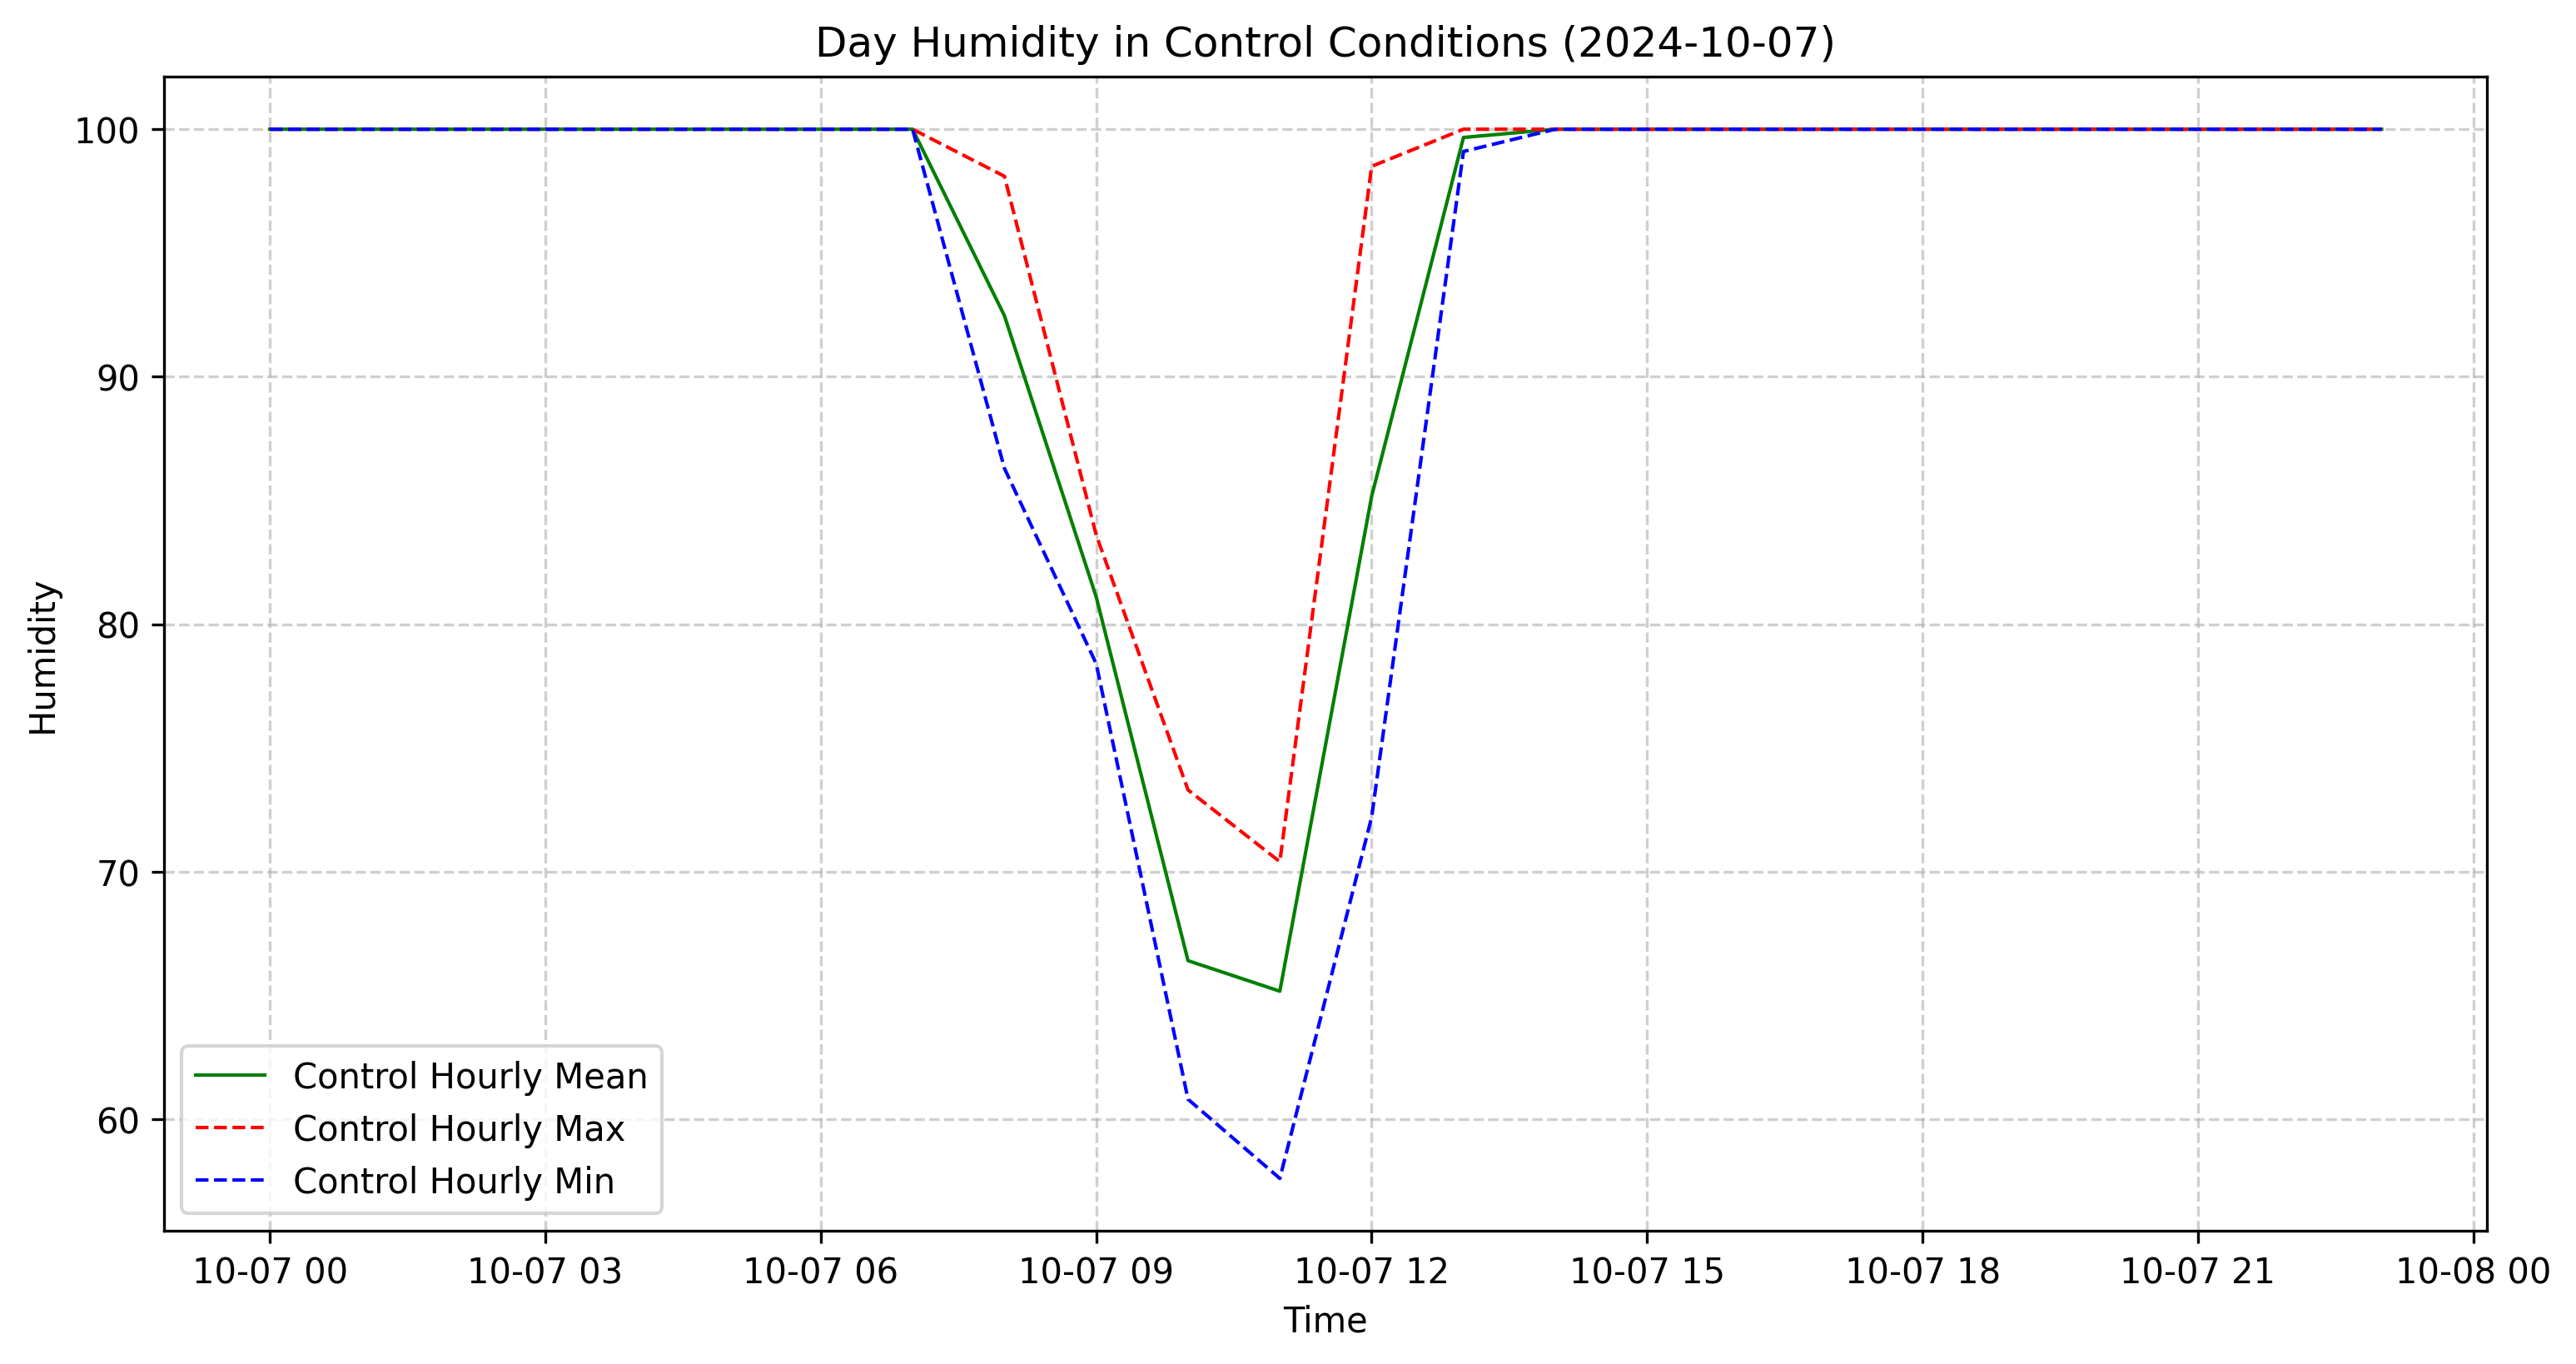 Day Humidity in Control Conditions (2024-10-07)
100
90
80
70
60
Humidity
Control Hourly Mean
Control Hourly Max
Control Hourly Min
10-07 00 10-07 03 10-07 06 10-07 09 10-07 12 10-07 15 10-07 18 10-07 21 10-08 00
Time